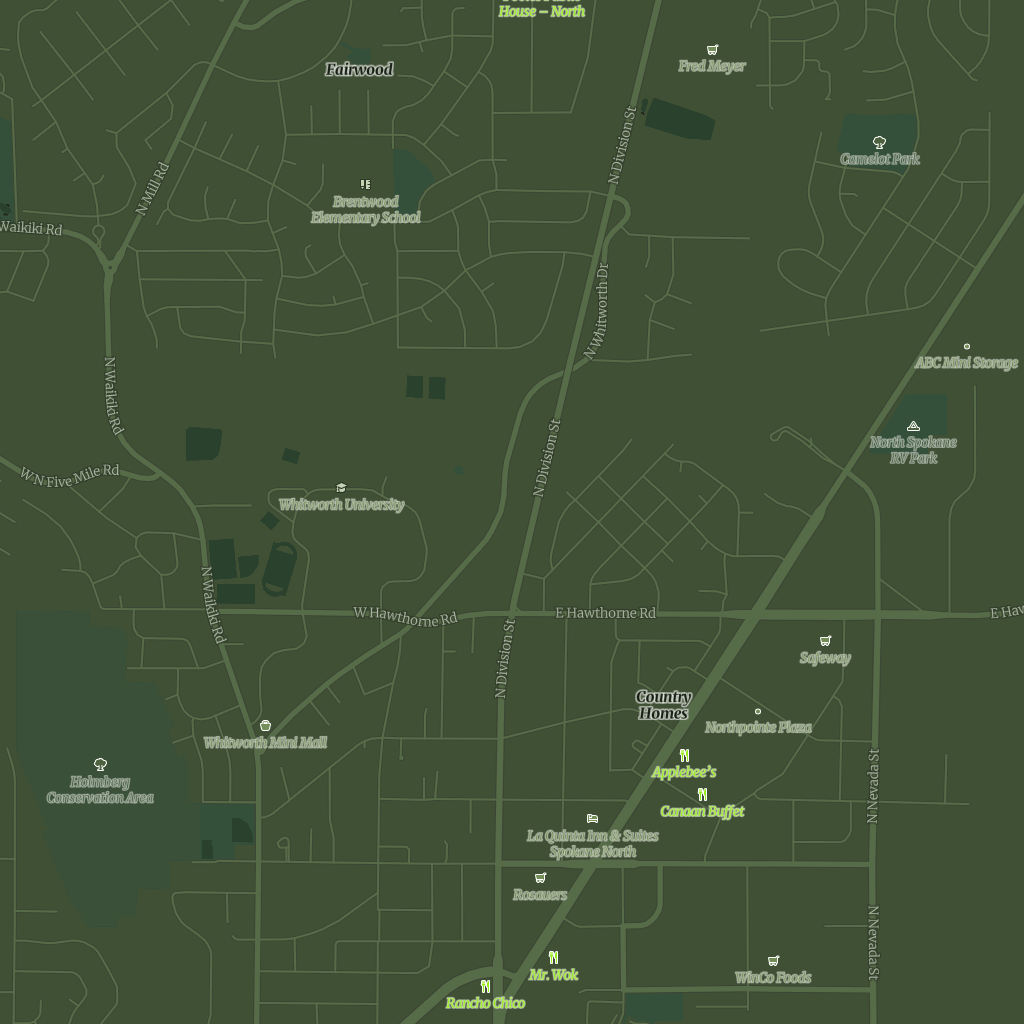 House – North
Fred Meyer
Fairwood
N Division St
Camelot Park
N Mill Rd
Brentwood
Elementary School
Waikiki Rd
N Whitworth Dr
ABC Mini Storage
N Waikiki Rd
North Spokane
RV Park
W N Five Mile Rd
N Division St
Whitworth University
N Waikiki Rd
W Hawthorne Rd
E Hawthorne Rd
N Division St
Safeway
Country
Homes
Northpointe Plaza
Whitworth Mini Mall
Applebee's
Holmberg
Conservation Area
Canaan Buffet
N Nevada St
La Quinta Inn & Suites
Spokane North
Rosauers
N Nevada St
Mr. Wok
WinCo Foods
Rancho Chico